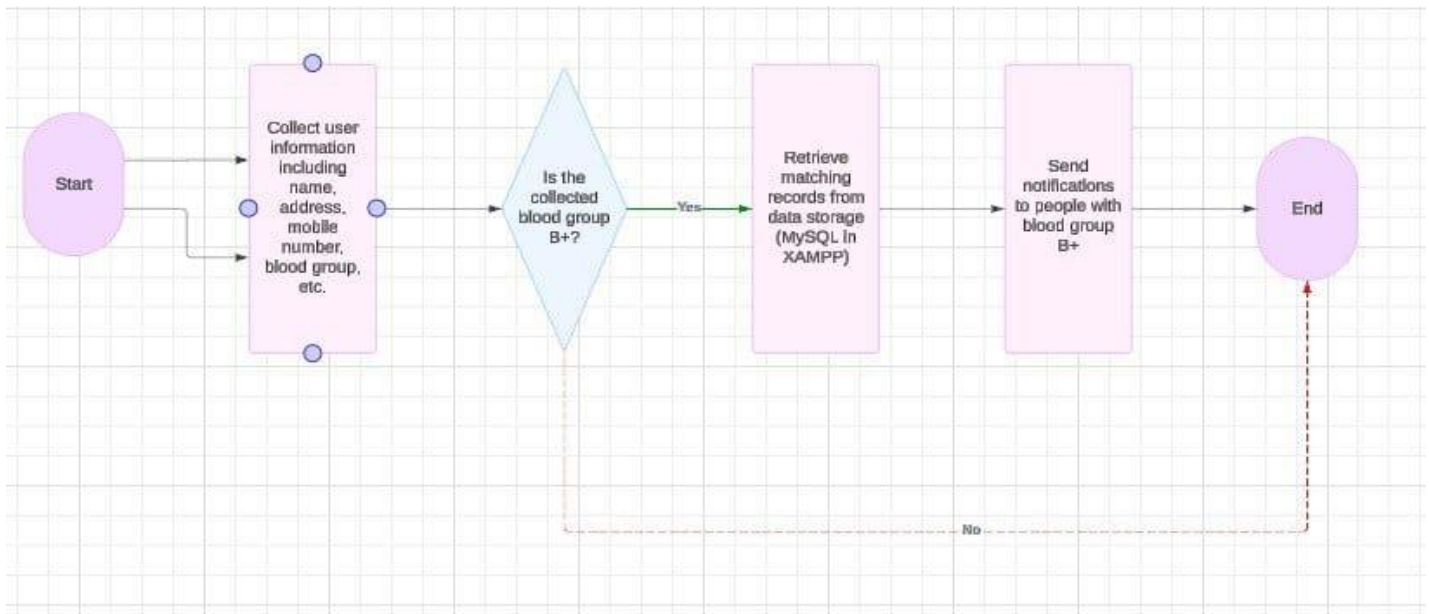 Start
Collect user
information
including
name,
address,
mobile
number,
blood group,
etc.
Is the
collected
blood group
B+?
Yes
Retrieve
matching
records from
data storage
(MySQL in
XAMPP)
Send
notifications
to people with
blood group
B+
End
No